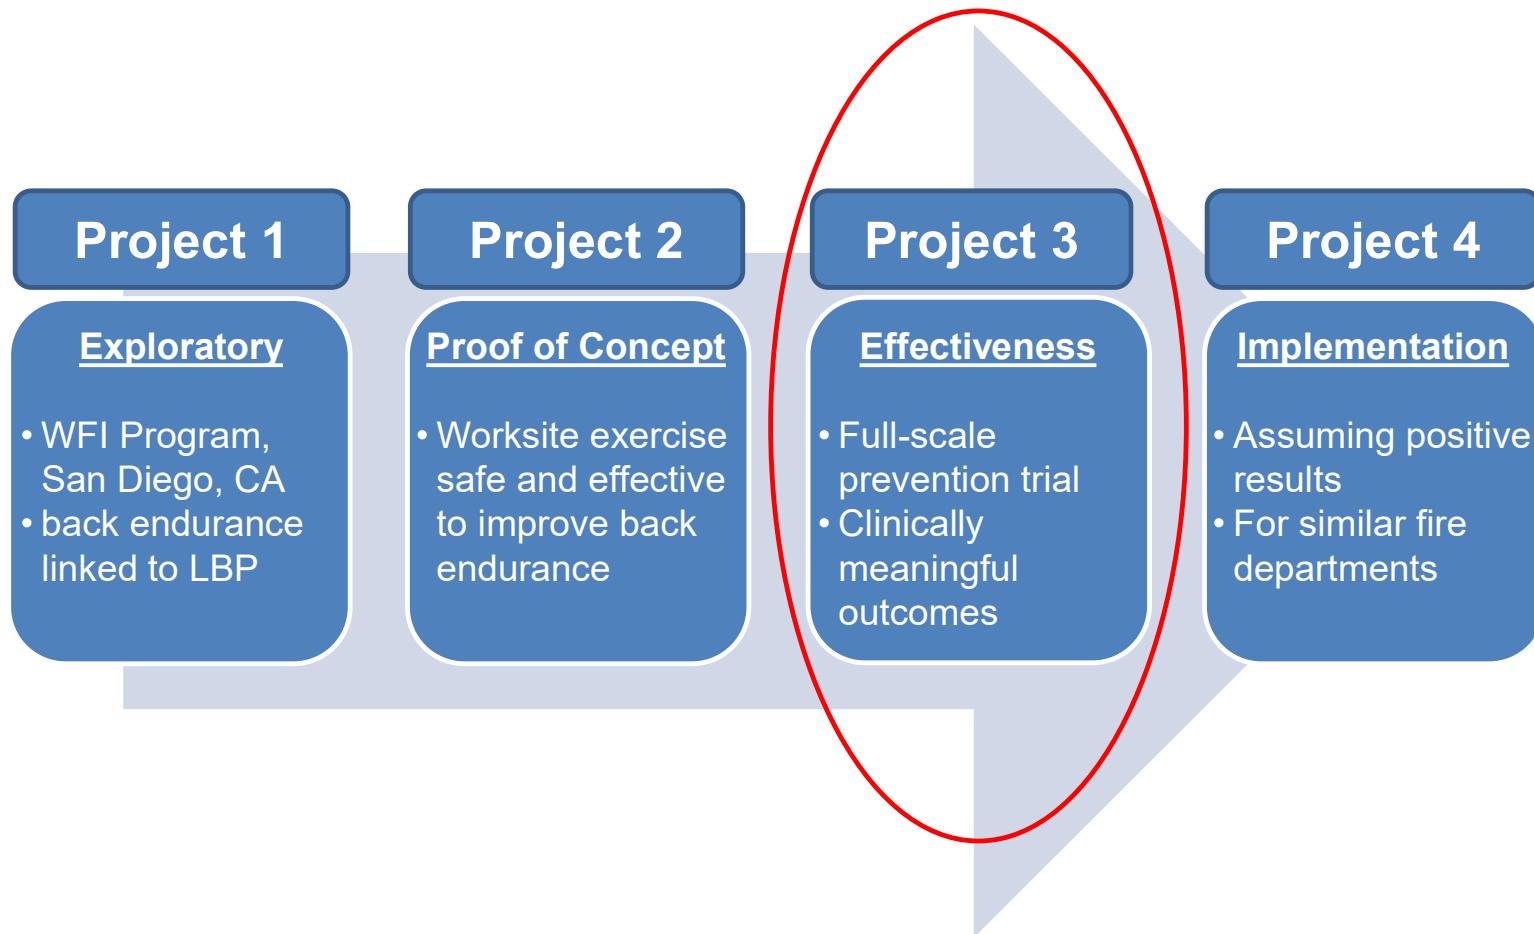 Project 1
Exploratory
• WFI Program,
San Diego, CA
• back endurance
linked to LBP
Project 2
Proof of Concept
• Worksite exercise
safe and effective
to improve back
endurance
Project 3
Effectiveness
• Full-scale
prevention trial
• Clinically
meaningful
outcomes
Project 4
Implementation
• Assuming positive
results
• For similar fire
departments